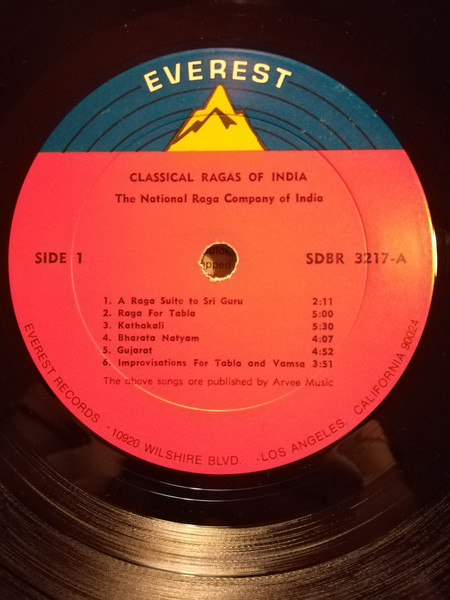 EVEREST
CLASSICAL RAGAS OF INDIA
The National Raga Company of India
SIDE 1
SDBR 3217-A
1. A Raga Suite to Sri Guru 2:11
2. Raga For Tabla 5:00
3. Kathakali 5:30
4. Bharata Natyam 4:07
5. Gujarat 4:52
6. Improvisations For Tabla and Vamsa 3:51
The above songs are published by Arvee Music
EVEREST RECORDS · 10920 WILSHIRE BLVD. · LOS ANGELES, CALIFORNIA 90024